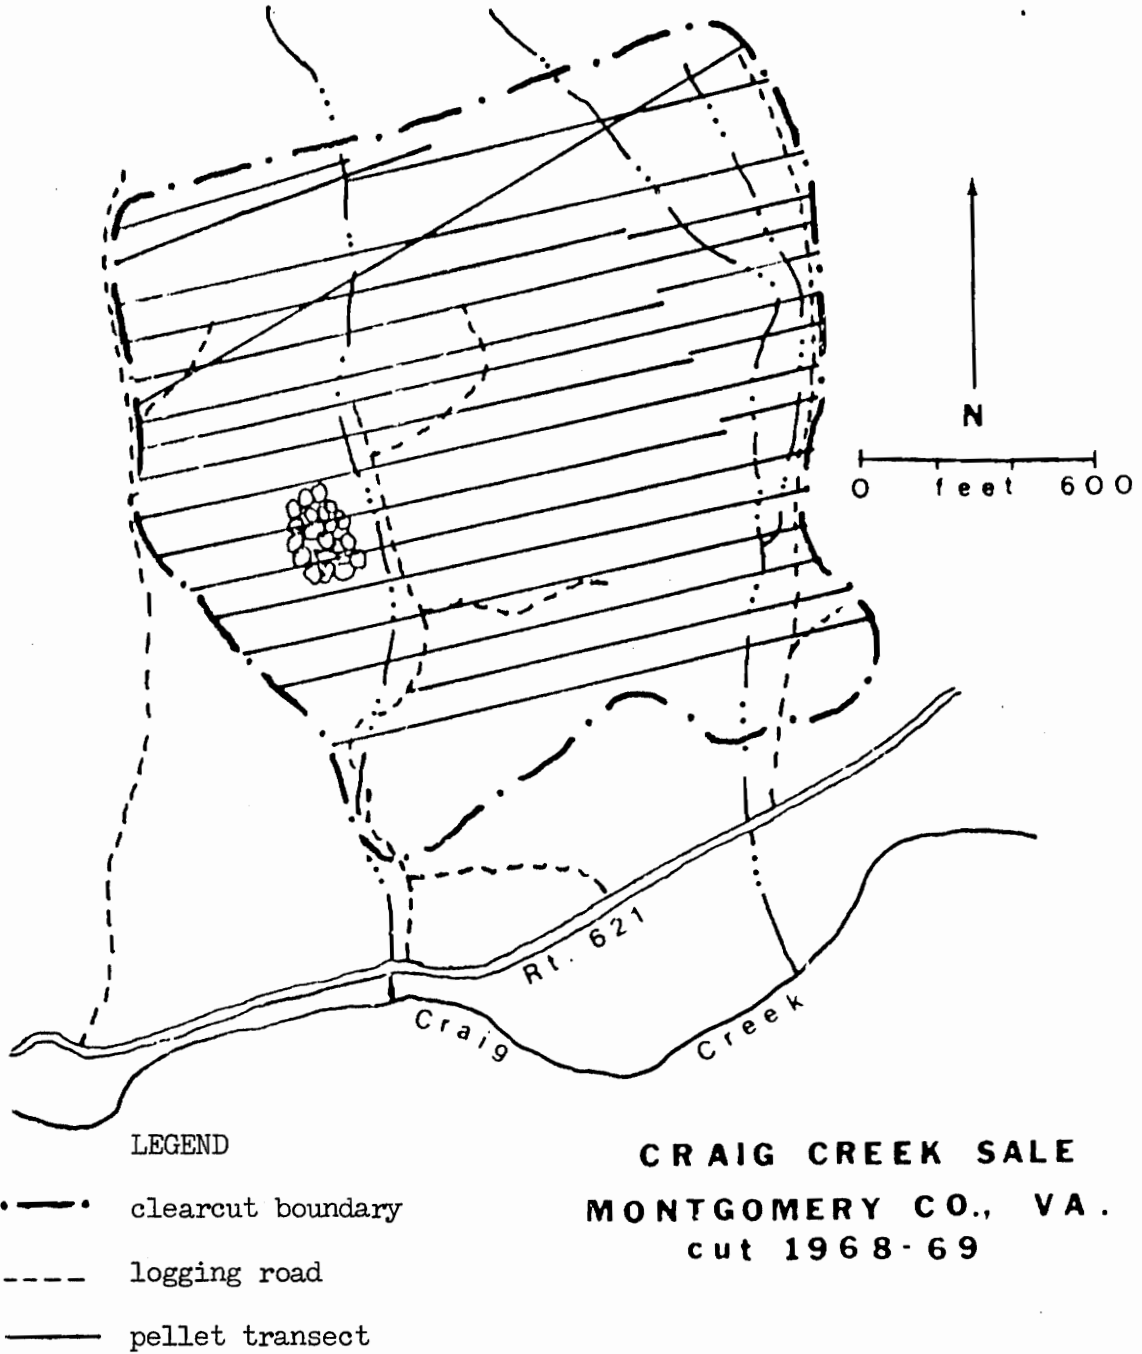 N
0 feet 600
Rt. 621
Craig Creek
LEGEND
clearcut boundary
logging road
pellet transect
CRAIG CREEK SALE
MONTGOMERY CO., VA.
cut 1968-69